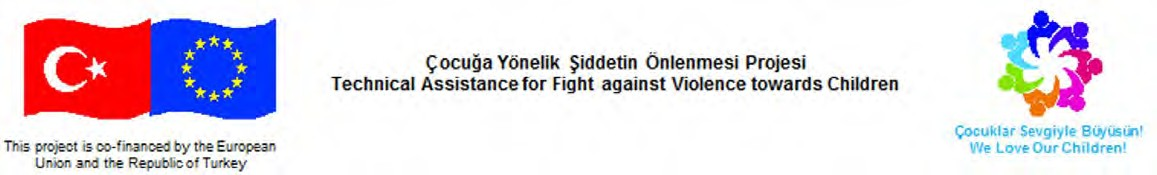 Çocuğa Yönelik Şiddetin Önlenmesi Projesi
Technical Assistance for Fight against Violence towards Children
This project is co-financed by the European
Union and the Republic of Turkey
Çocuklar Sevgiyle Büyüsün!
We Love Our Children!